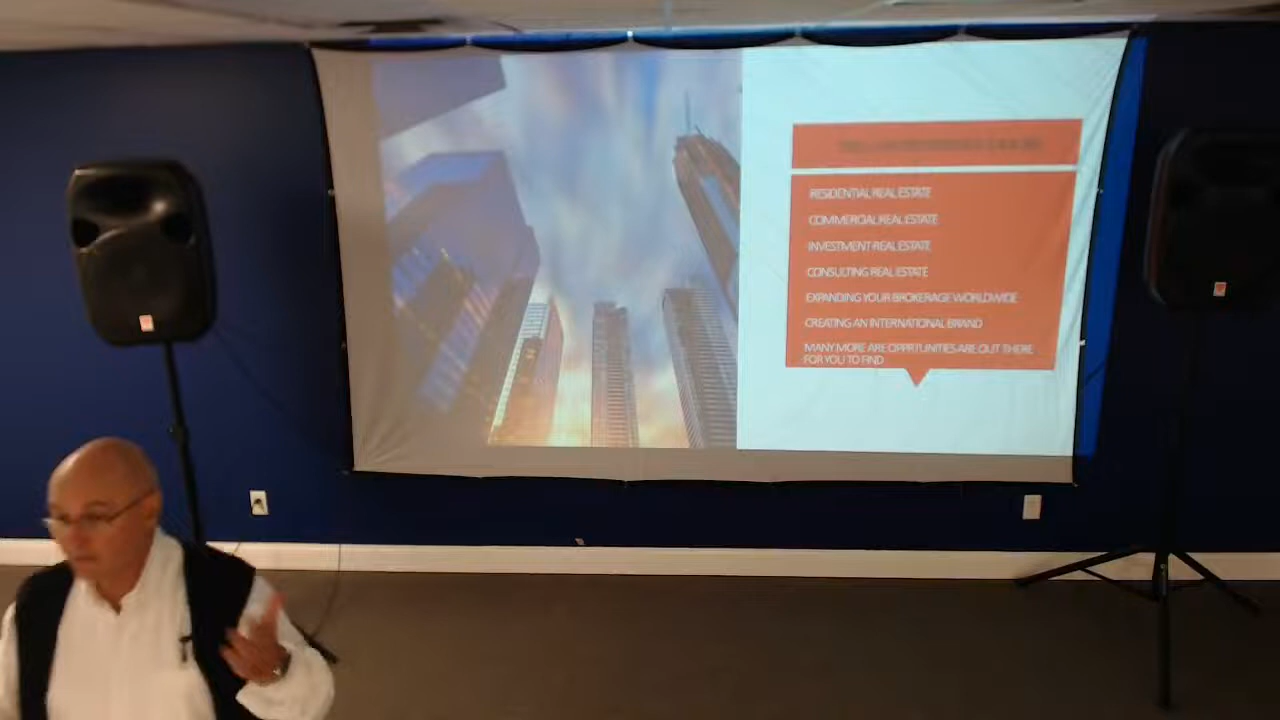 RESIDENTIAL REAL ESTATE
COMMERCIAL REAL ESTATE
INVESTMENT REAL ESTATE
CONSULTING REAL ESTATE
EXPANDING YOUR BROKERAGE WORLDWIDE
CREATING AN INTERNATIONAL BRAND
MANY MORE ARE OPPRTUNITIES ARE OUT THERE
FOR YOU TO FIND